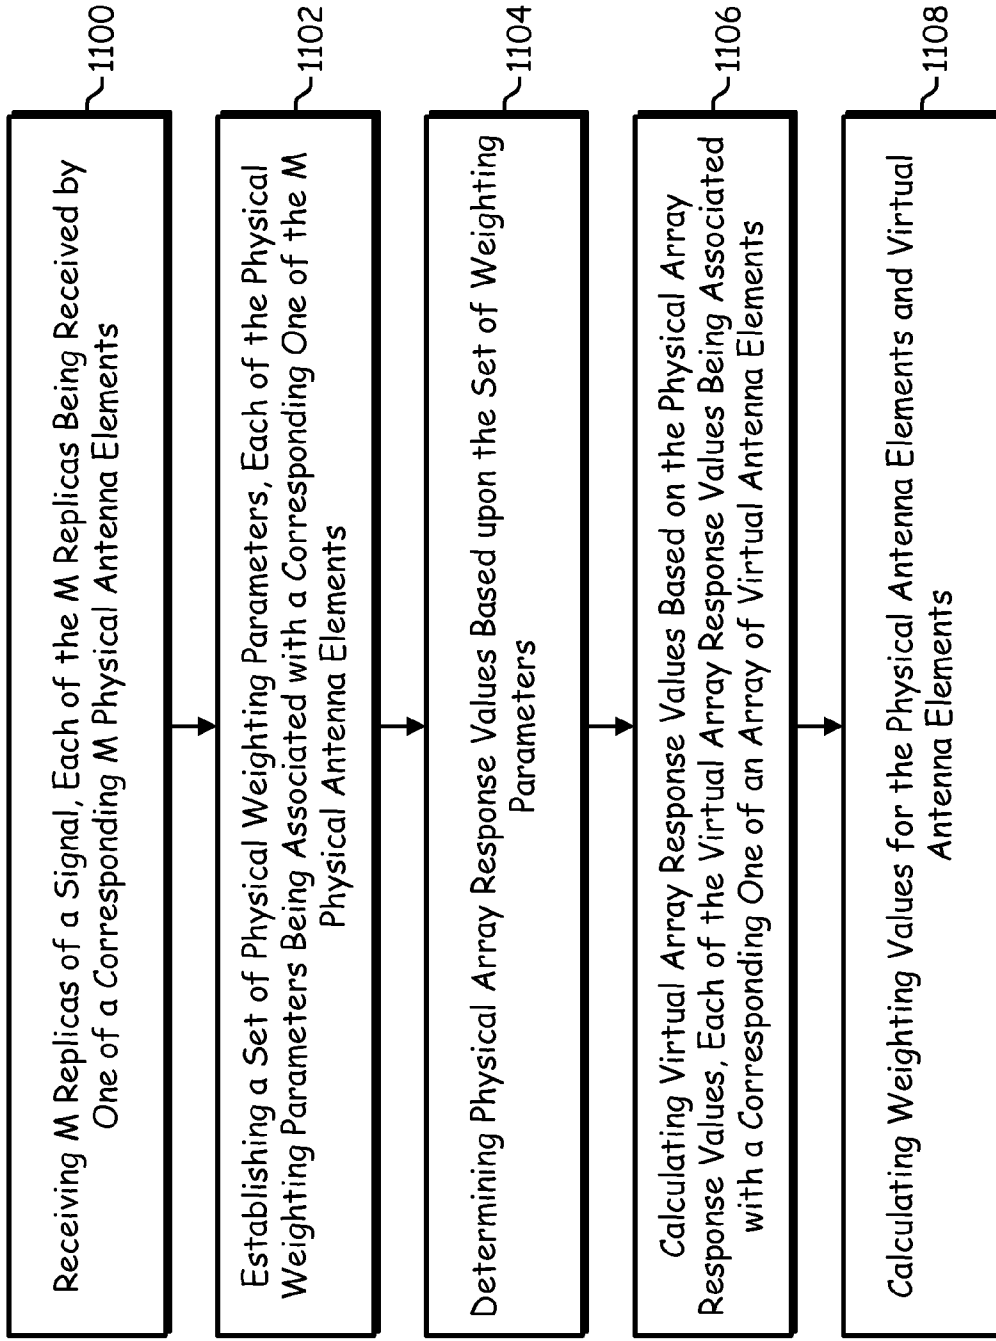 Receiving M Replicas of a Signal, Each of the M Replicas Being Received by
One of a Corresponding M Physical Antenna Elements
1100
Establishing a Set of Physical Weighting Parameters, Each of the Physical
Weighting Parameters Being Associated with a Corresponding One of the M
Physical Antenna Elements
1102
Determining Physical Array Response Values Based upon the Set of Weighting
Parameters
1104
Calculating Virtual Array Response Values Based on the Physical Array
Response Values, Each of the Virtual Array Response Values Being Associated
with a Corresponding One of an Array of Virtual Antenna Elements
1106
Calculating Weighting Values for the Physical Antenna Elements and Virtual
Antenna Elements
1108